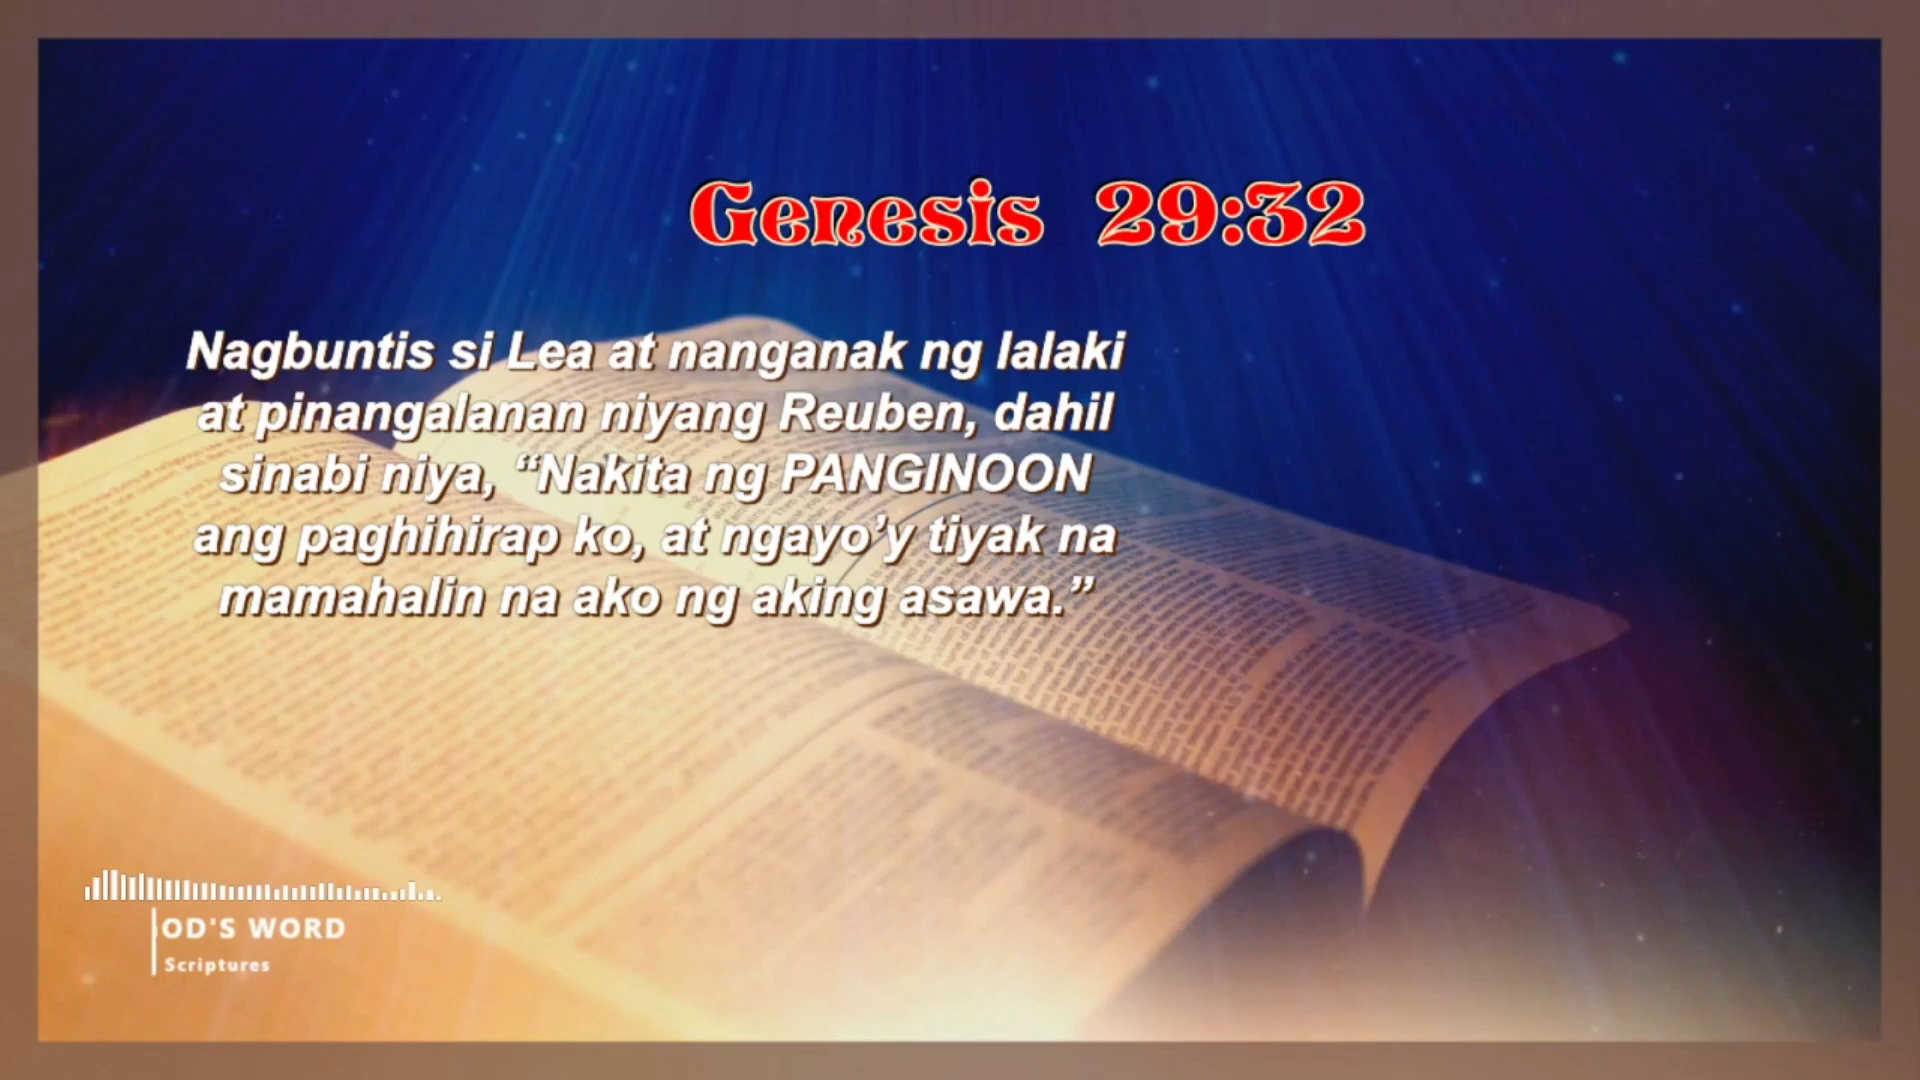 Genesis 29:32
Nagbuntis si Lea at nanganak ng lalaki
at pinangalanan niyang Reuben, dahil
sinabi niya, “Nakita ng PANGINOON
ang paghihirap ko, at ngayo’y tiyak na
mamahalin na ako ng aking asawa.”
OD'S WORD
Scriptures